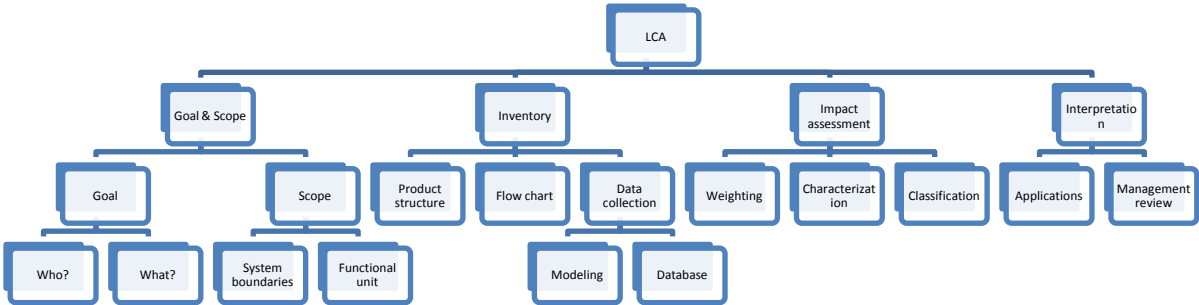 LCA
Goal & Scope
Inventory
Impact
assessment
Interpretatio
n
Goal
Scope
Product
structure
Flow chart
Data
collection
Weighting
Characterizat
ion
Classification
Applications
Management
review
Who?
What?
System
boundaries
Functional
unit
Modeling
Database